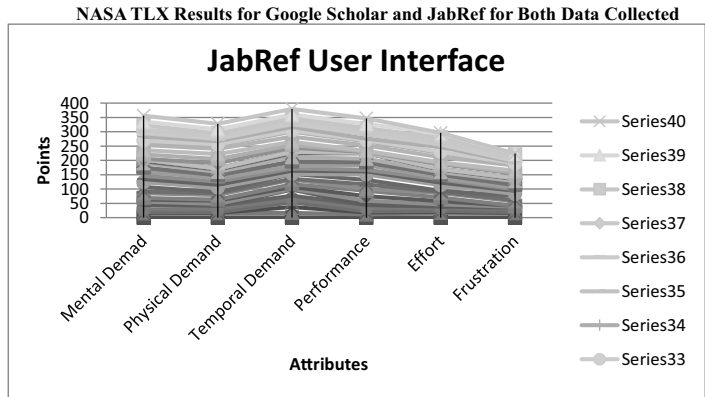 NASA TLX Results for Google Scholar and JabRef for Both Data Collected
JabRef User Interface
Points
400
350
300
250
200
150
100
50
0
Mental Demad
Physical Demand
Temporal Demand
Performance
Effort
Frustration
Attributes
Series40
Series39
Series38
Series37
Series36
Series35
Series34
Series33